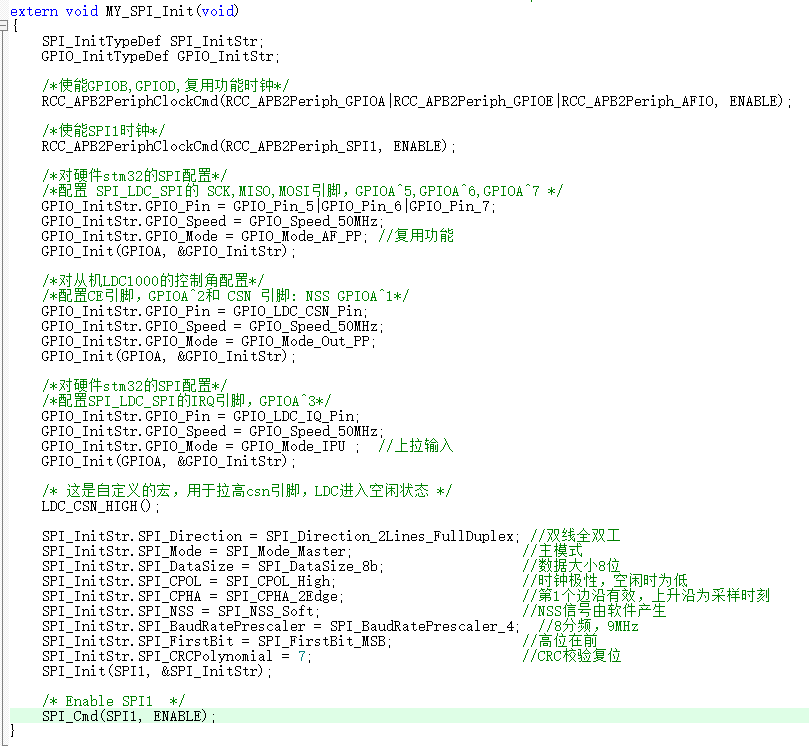 extern void MY_SPI_Init(void)
{
SPI_InitTypeDef SPI_InitStr;
GPIO_InitTypeDef GPIO_InitStr;
/*使能GPIOB,GPIOD,复用功能时钟*/
RCC_APB2PeriphClockCmd(RCC_APB2Periph_GPIOA|RCC_APB2Periph_GPIOE|RCC_APB2Periph_AFIO, ENABLE);
/*使能SPI1时钟*/
RCC_APB2PeriphClockCmd(RCC_APB2Periph_SPI1, ENABLE);
/*对硬件stm32的SPI配置*/
/*配置 SPI_LDC_SPI的 SCK,MISO,MOSI引脚，GPIOA^5,GPIOA^6,GPIOA^7 */
GPIO_InitStr.GPIO_Pin = GPIO_Pin_5|GPIO_Pin_6|GPIO_Pin_7;
GPIO_InitStr.GPIO_Speed = GPIO_Speed_50MHz;
GPIO_InitStr.GPIO_Mode = GPIO_Mode_AF_PP; //复用功能
GPIO_Init(GPIOA, &GPIO_InitStr);
/*对从机LDC1000的控制角配置*/
/*配置CE引脚，GPIOA^2和 CSN 引脚: NSS GPIOA^1*/
GPIO_InitStr.GPIO_Pin = GPIO_LDC_CSN_Pin;
GPIO_InitStr.GPIO_Speed = GPIO_Speed_50MHz;
GPIO_InitStr.GPIO_Mode = GPIO_Mode_Out_PP;
GPIO_Init(GPIOA, &GPIO_InitStr);
/*对硬件stm32的SPI配置*/
/*配置SPI_LDC_SPI的IRQ引脚，GPIOA^3*/
GPIO_InitStr.GPIO_Pin = GPIO_LDC_IQ_Pin;
GPIO_InitStr.GPIO_Speed = GPIO_Speed_50MHz;
GPIO_InitStr.GPIO_Mode = GPIO_Mode_IPU ; //上拉输入
GPIO_Init(GPIOA, &GPIO_InitStr);
/* 这是自定义的宏，用于拉高csn引脚，LDC进入空闲状态 */
LDC_CSN_HIGH();
SPI_InitStr.SPI_Direction = SPI_Direction_2Lines_FullDuplex; //双线全双工
SPI_InitStr.SPI_Mode = SPI_Mode_Master; //主模式
SPI_InitStr.SPI_DataSize = SPI_DataSize_8b; //数据大小8位
SPI_InitStr.SPI_CPOL = SPI_CPOL_High; //时钟极性，空闲时为低
SPI_InitStr.SPI_CPHA = SPI_CPHA_2Edge; //第1个边沿有效，上升沿为采样时刻
SPI_InitStr.SPI_NSS = SPI_NSS_Soft; //NSS信号由软件产生
SPI_InitStr.SPI_BaudRatePrescaler = SPI_BaudRatePrescaler_4; //8分频，9MHz
SPI_InitStr.SPI_FirstBit = SPI_FirstBit_MSB; //高位在前
SPI_InitStr.SPI_CRCPolynomial = 7; //CRC校验复位
SPI_Init(SPI1, &SPI_InitStr);
/* Enable SPI1 */
SPI_Cmd(SPI1, ENABLE);
}